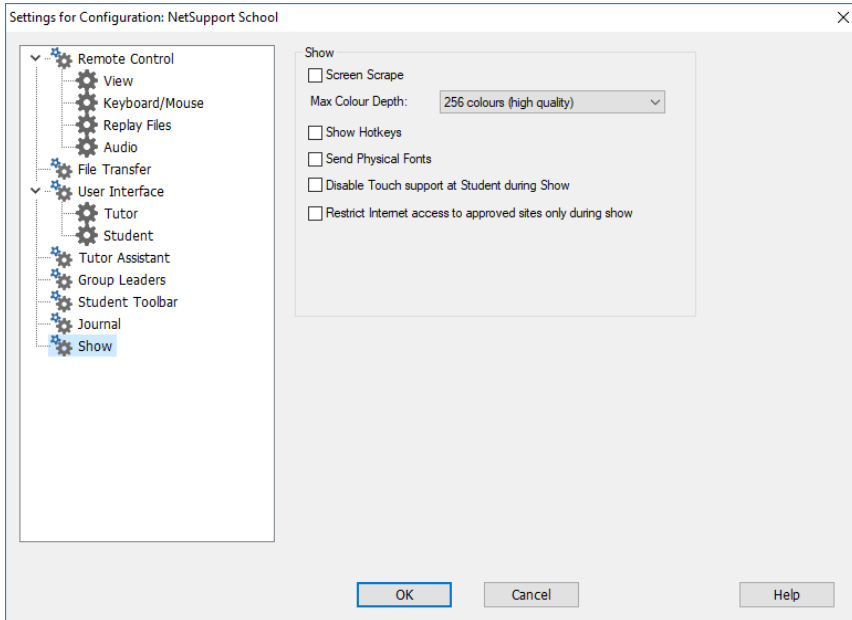 Settings for Configuration: NetSupport School
Remote Control
View
Keyboard/Mouse
Replay Files
Audio
File Transfer
User Interface
Tutor
Student
Tutor Assistant
Group Leaders
Student Toolbar
Journal
Show
Show
Screen Scrape
Max Colour Depth: 256 colours (high quality)
Show Hotkeys
Send Physical Fonts
Disable Touch support at Student during Show
Restrict Internet access to approved sites only during show
OK Cancel Help